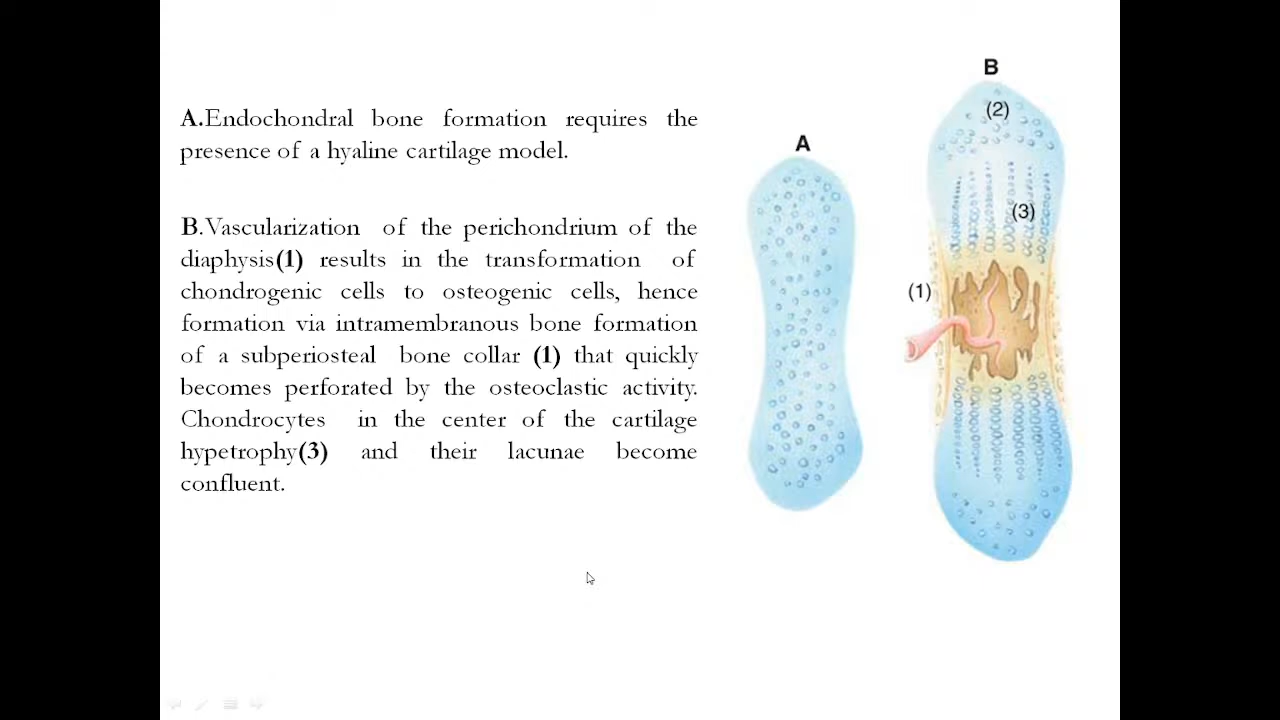 A.Endochondral bone formation requires the
presence of a hyaline cartilage model.
B.Vascularization of the perichondrium of the
diaphysis(1) results in the transformation of
chondrogenic cells to osteogenic cells, hence
formation via intramembranous bone formation
of a subperiosteal bone collar (1) that quickly
becomes perforated by the osteoclastic activity.
Chondrocytes in the center of the cartilage
hypetrophy(3) and their lacunae become
confluent.
A
B
(2)
(3)
(1)